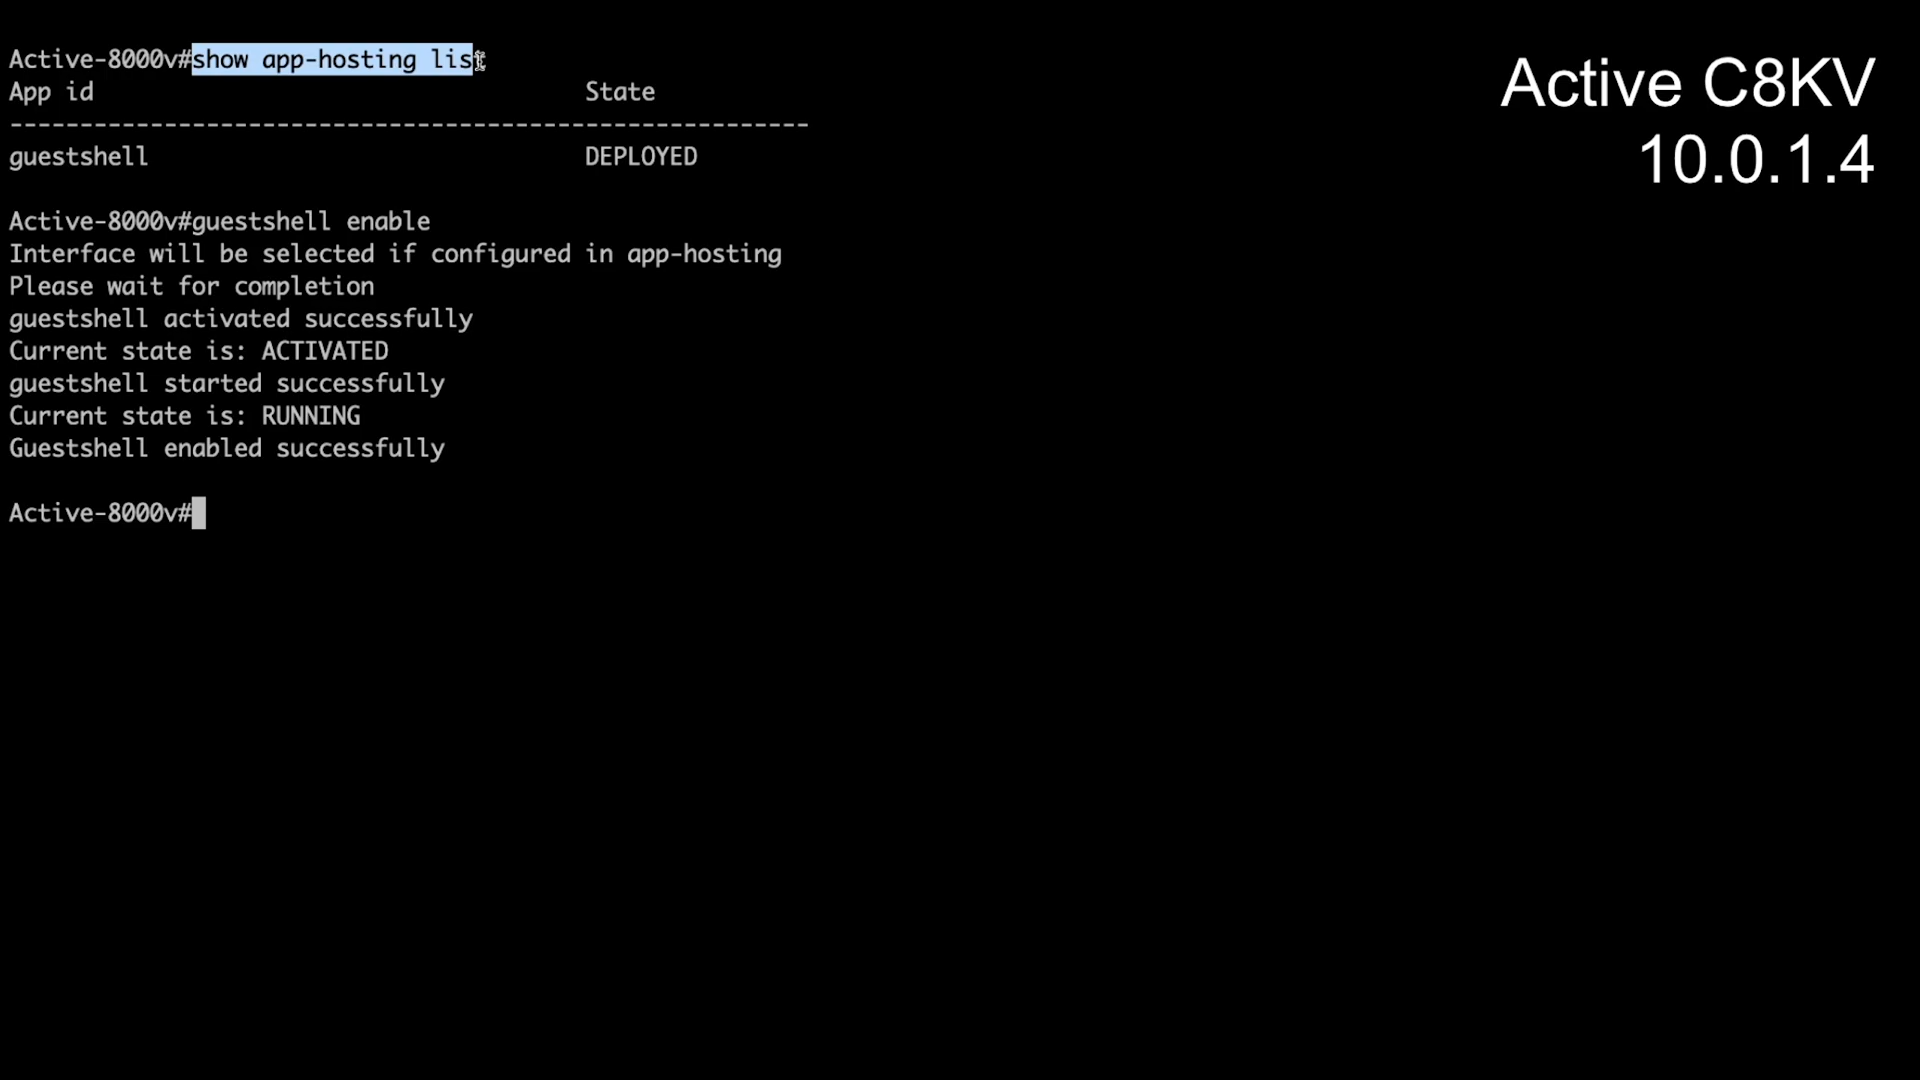 Active-8000v#show app-hosting list
App id                                   State
---------------------------------------------------------
guestshell                               DEPLOYED
Active-8000v#guestshell enable
Interface will be selected if configured in app-hosting
Please wait for completion
guestshell activated successfully
Current state is: ACTIVATED
guestshell started successfully
Current state is: RUNNING
Guestshell enabled successfully
Active-8000v#
Active C8KV
10.0.1.4